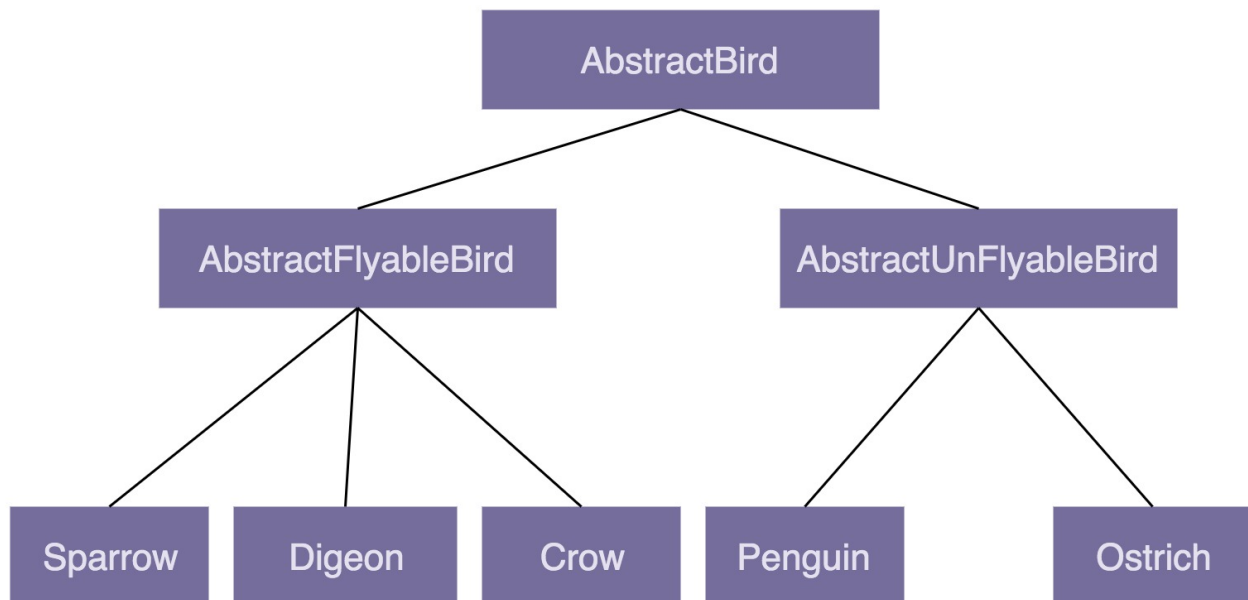 AbstractBird
AbstractFlyableBird
AbstractUnFlyableBird
Sparrow
Digeon
Crow
Penguin
Ostrich